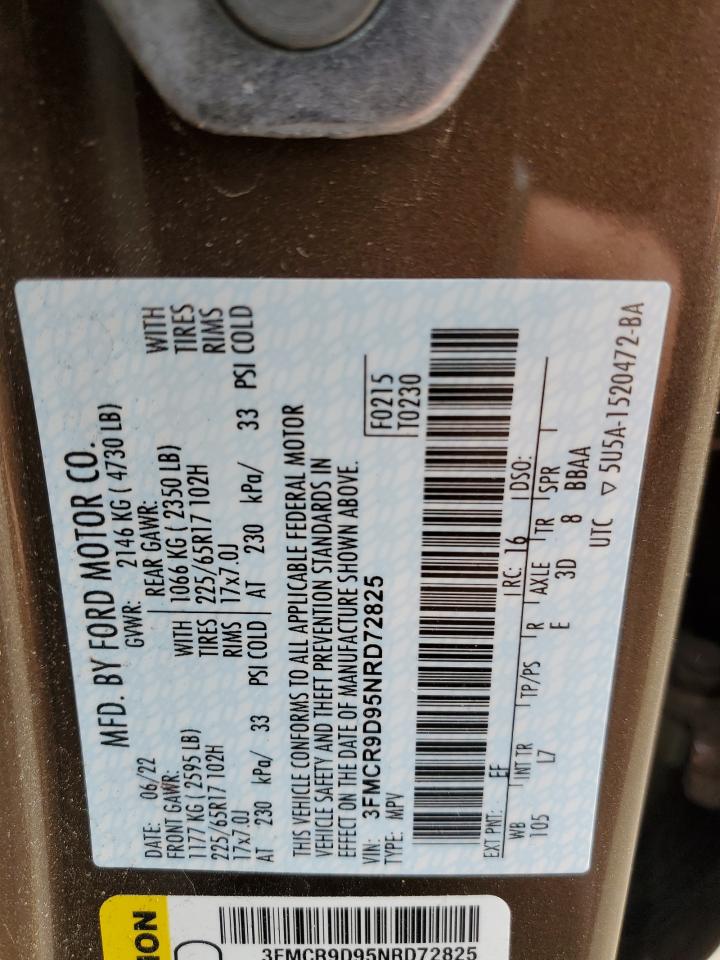 MFD. BY FORD MOTOR CO.
DATE: 06/22 GVWR: 2146 KG ( 4730 LB)
FRONT GAWR: REAR GAWR:
1177 KG ( 2595 LB) WITH 1066 KG ( 2350 LB) WITH
225/65R17 102H TIRES 225/65R17 102H TIRES
17x7.0J RIMS 17x7.0J RIMS
AT 230 kPa/ 33 PSI COLD AT 230 kPa/ 33 PSI COLD
THIS VEHICLE CONFORMS TO ALL APPLICABLE FEDERAL MOTOR
VEHICLE SAFETY AND THEFT PREVENTION STANDARDS IN
EFFECT ON THE DATE OF MANUFACTURE SHOWN ABOVE.
VIN: 3FMCR9D95NRD72825 F0215
TYPE: MPV T0230
EXT PNT: EF RC: 16 DSO:
WB INT TR TP/PS R AXLE TR SPR
105 L7 E 3D 8 BBAA
UTC ▽ 5U5A-1520472-BA
ION
3FMCR9D95NRD72825